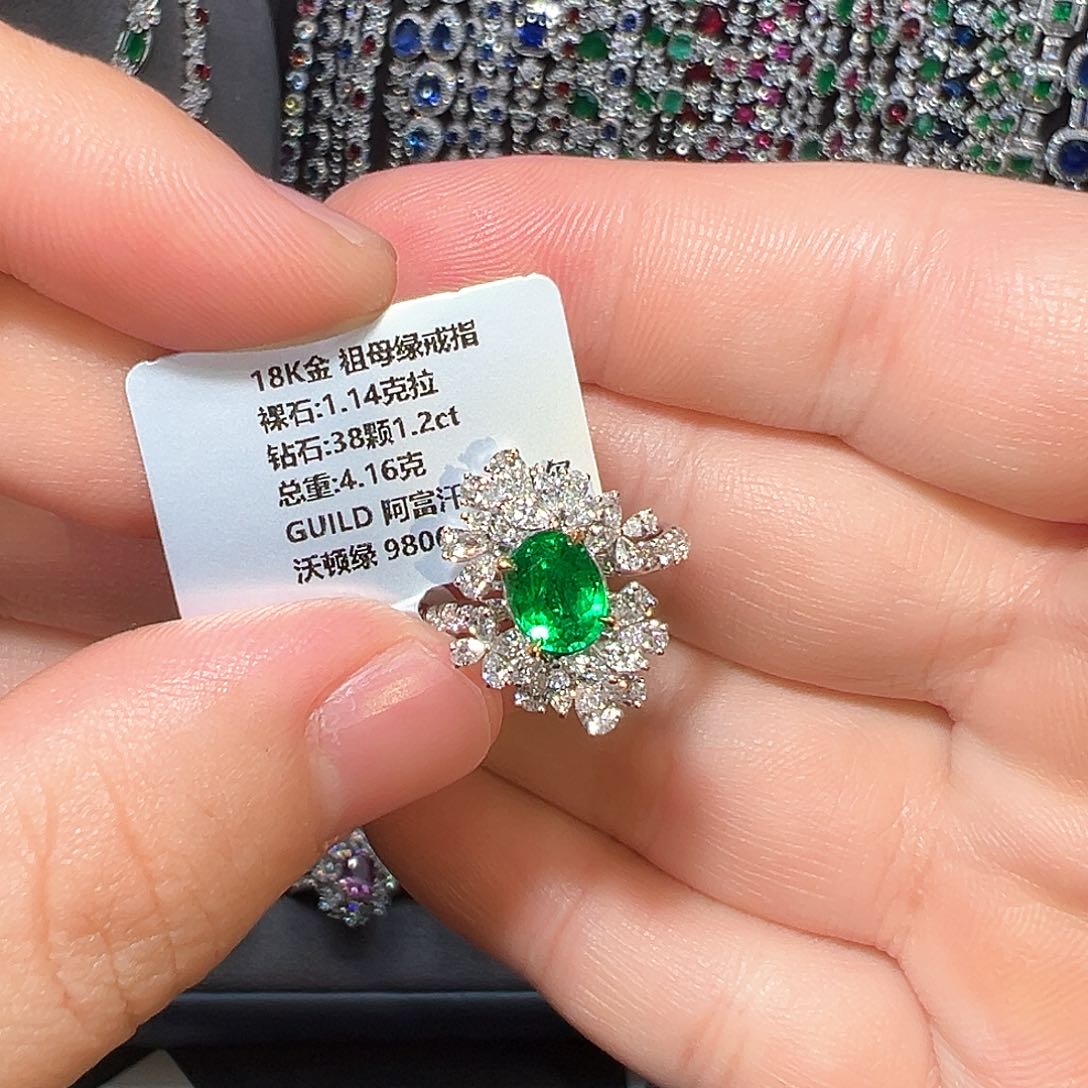 18K金 祖母绿戒指
裸石:1.14克拉
钻石:38颗1.2ct
总重:4.16克
GUILD 阿富汗
沃顿绿 980